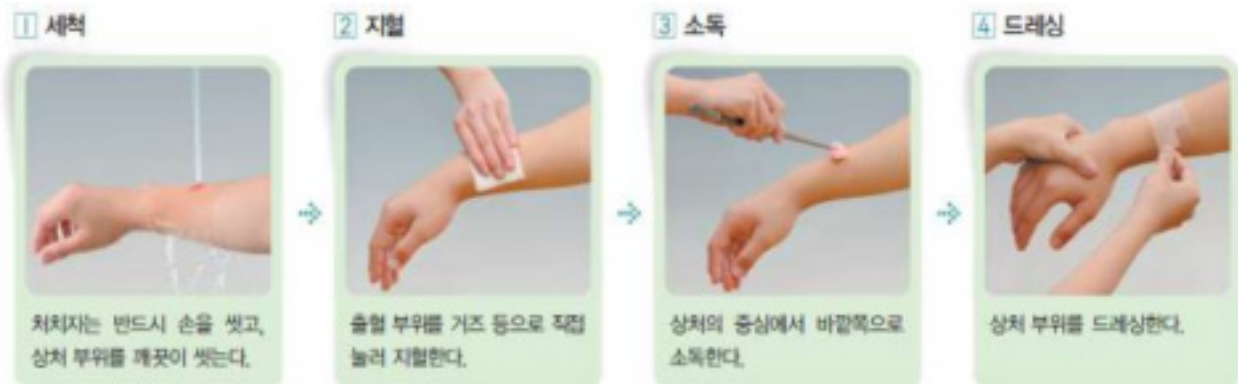 1 세척
처치자는 반드시 손을 씻고,
상처 부위를 깨끗이 씻는다.
2 지혈
출혈 부위를 거즈 등으로 직접
눌러 지혈한다.
3 소독
상처의 중심에서 바깥쪽으로
소독한다.
4 드레싱
상처 부위를 드레싱한다.